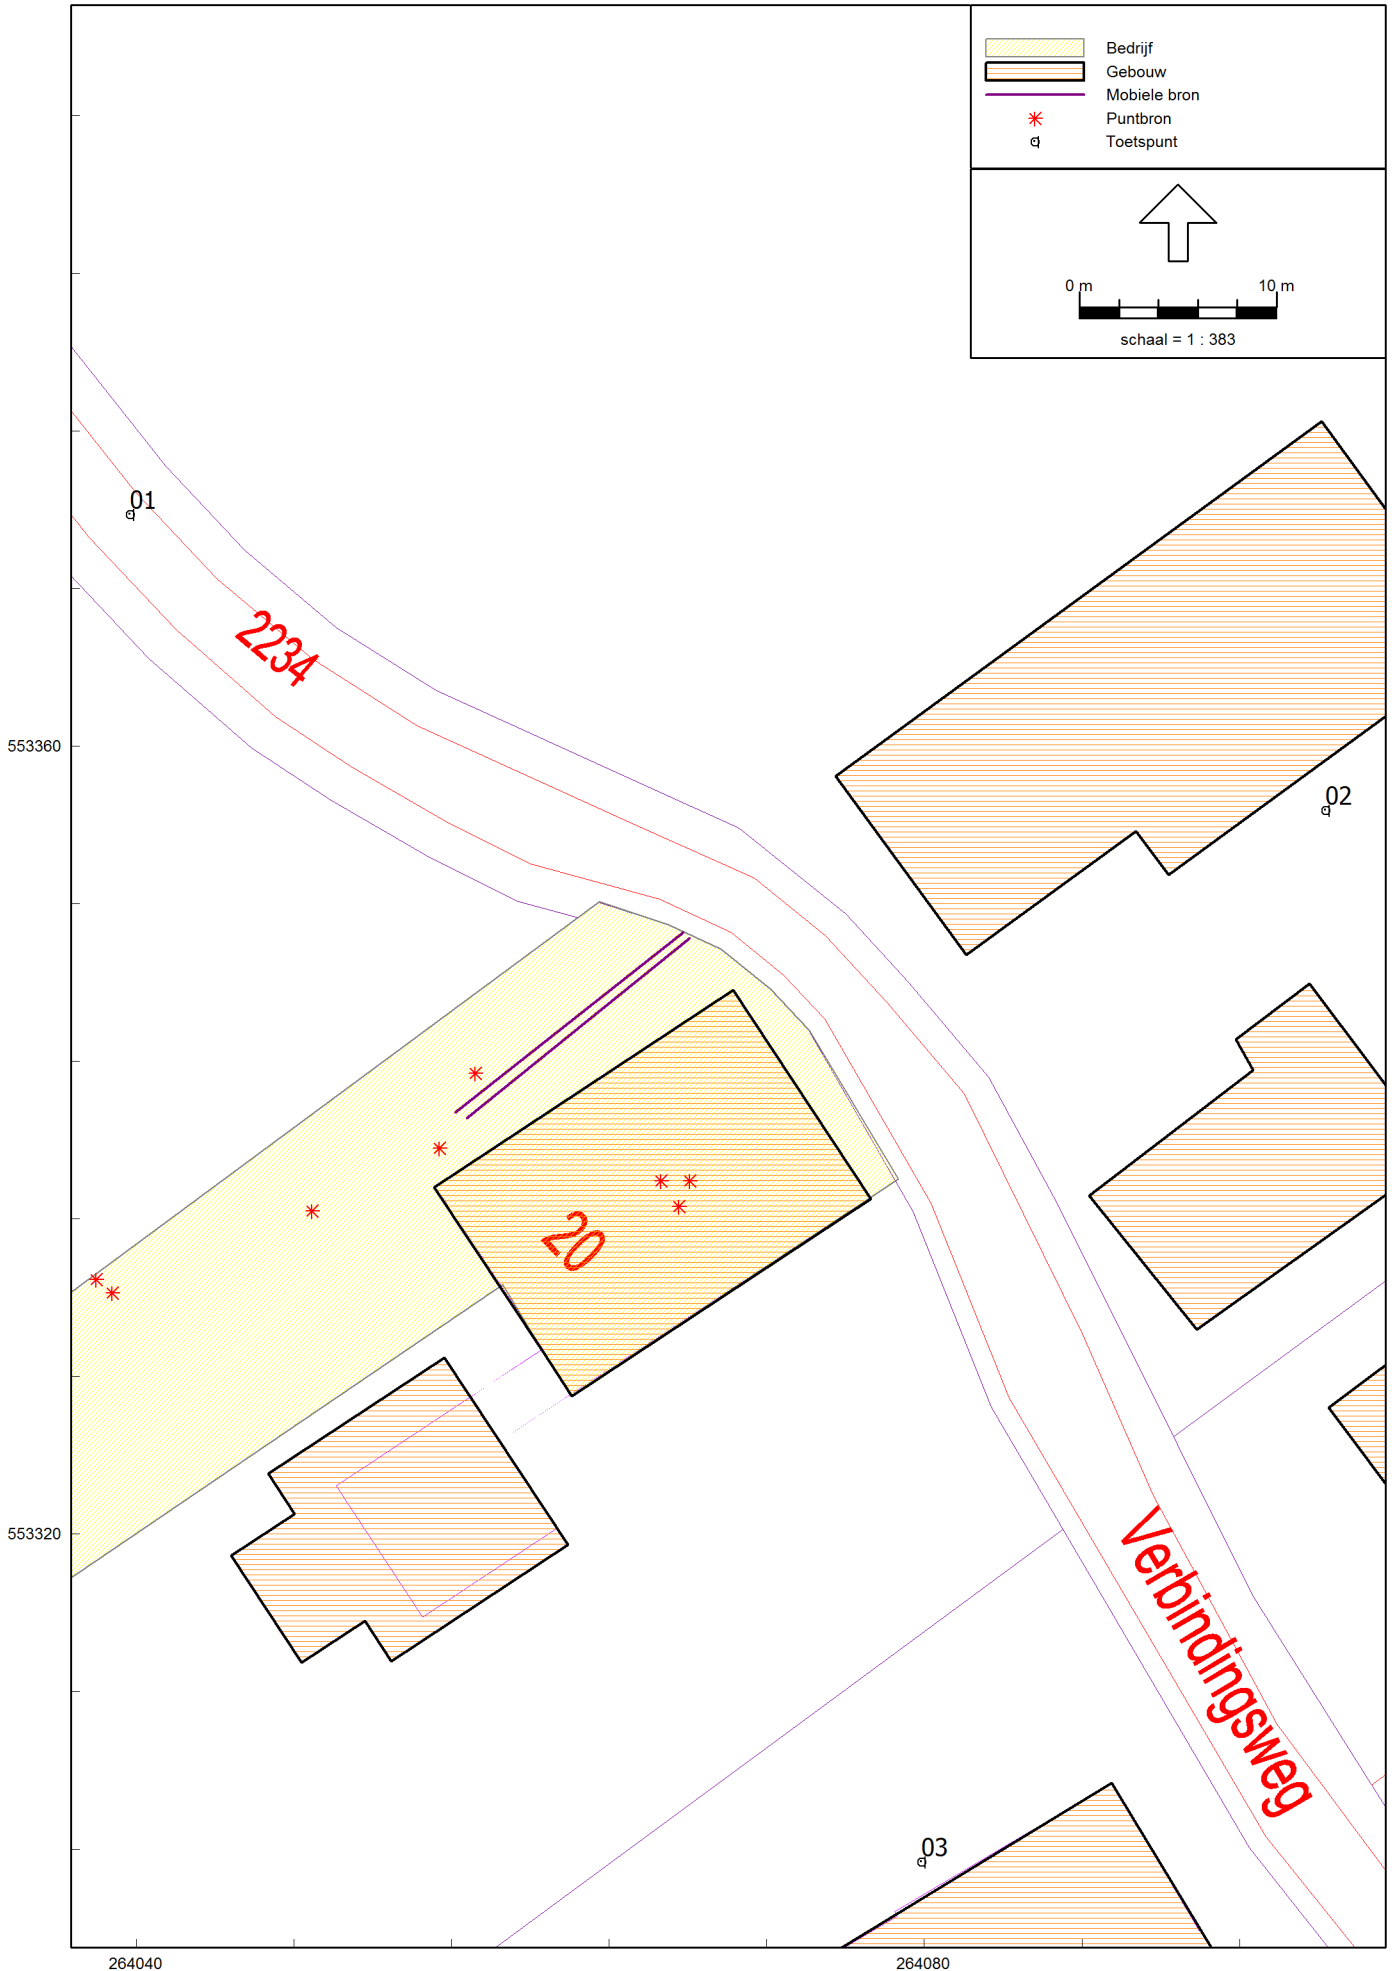 Bedrijf
Gebouw
Mobiele bron
Puntbron
Toetspunt
0 m 10 m
schaal = 1 : 383
01
2234
553360
02
20
553320
Verbindingsweg
03
264040 264080